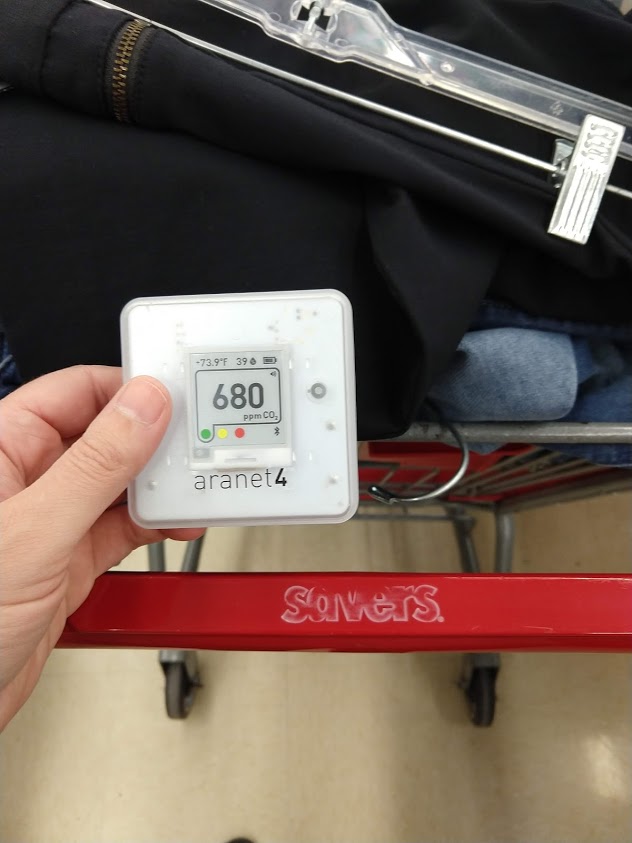 73.9°F 39
680
ppm CO₂
aranet4
savers.